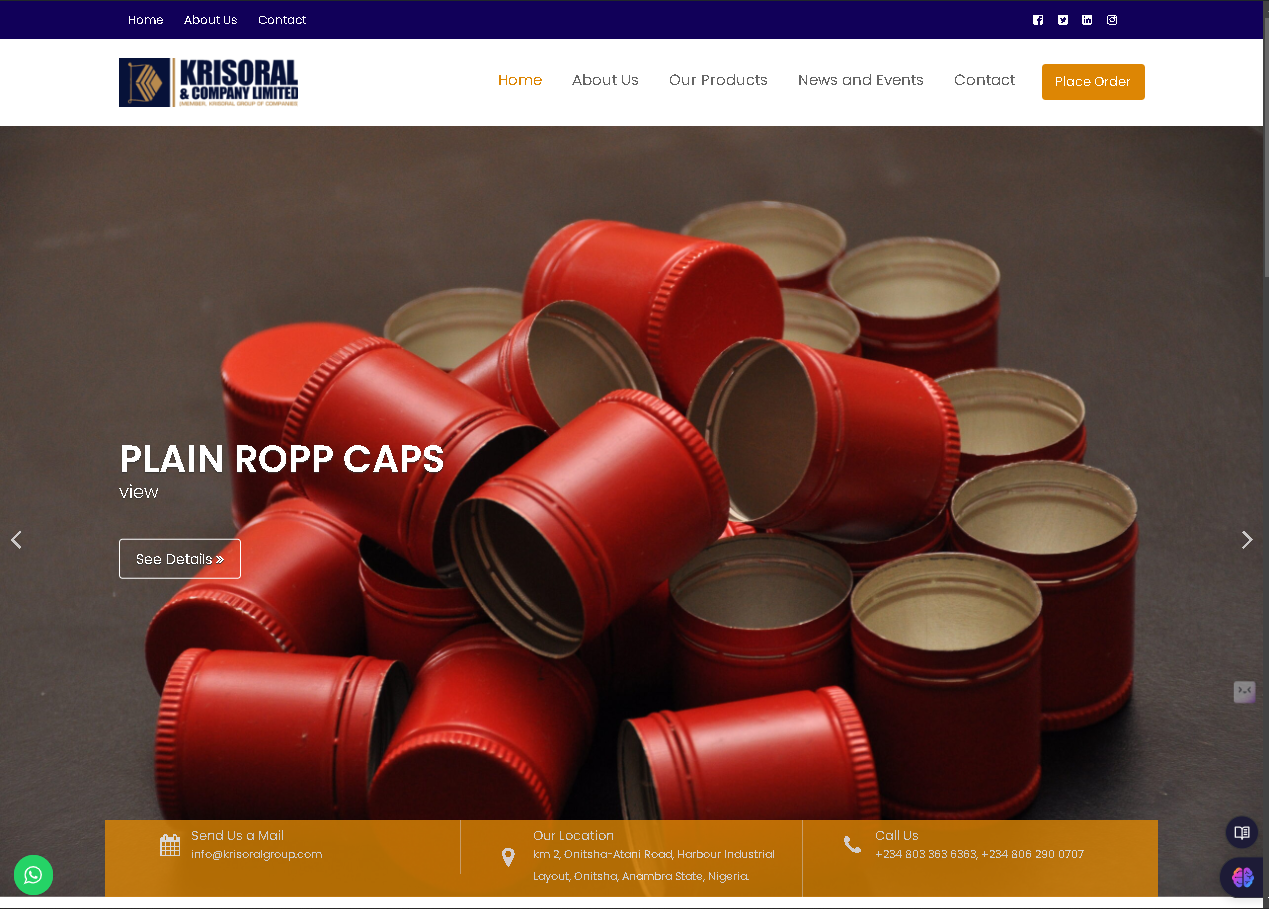 Home About Us Contact
KRISORAL
& COMPANY LIMITED
(MEMBER, KRISORAL GROUP OF COMPANIES
Home About Us Our Products News and Events Contact Place Order
PLAIN ROPP CAPS
view
See Details »
Send Us a Mail
info@krisoralgroup.com
Our Location
km 2, Onitsha-Atani Road, Harbour Industrial
Layout, Onitsha, Anambra State, Nigeria.
Call Us
+234 803 363 6363, +234 806 290 0707